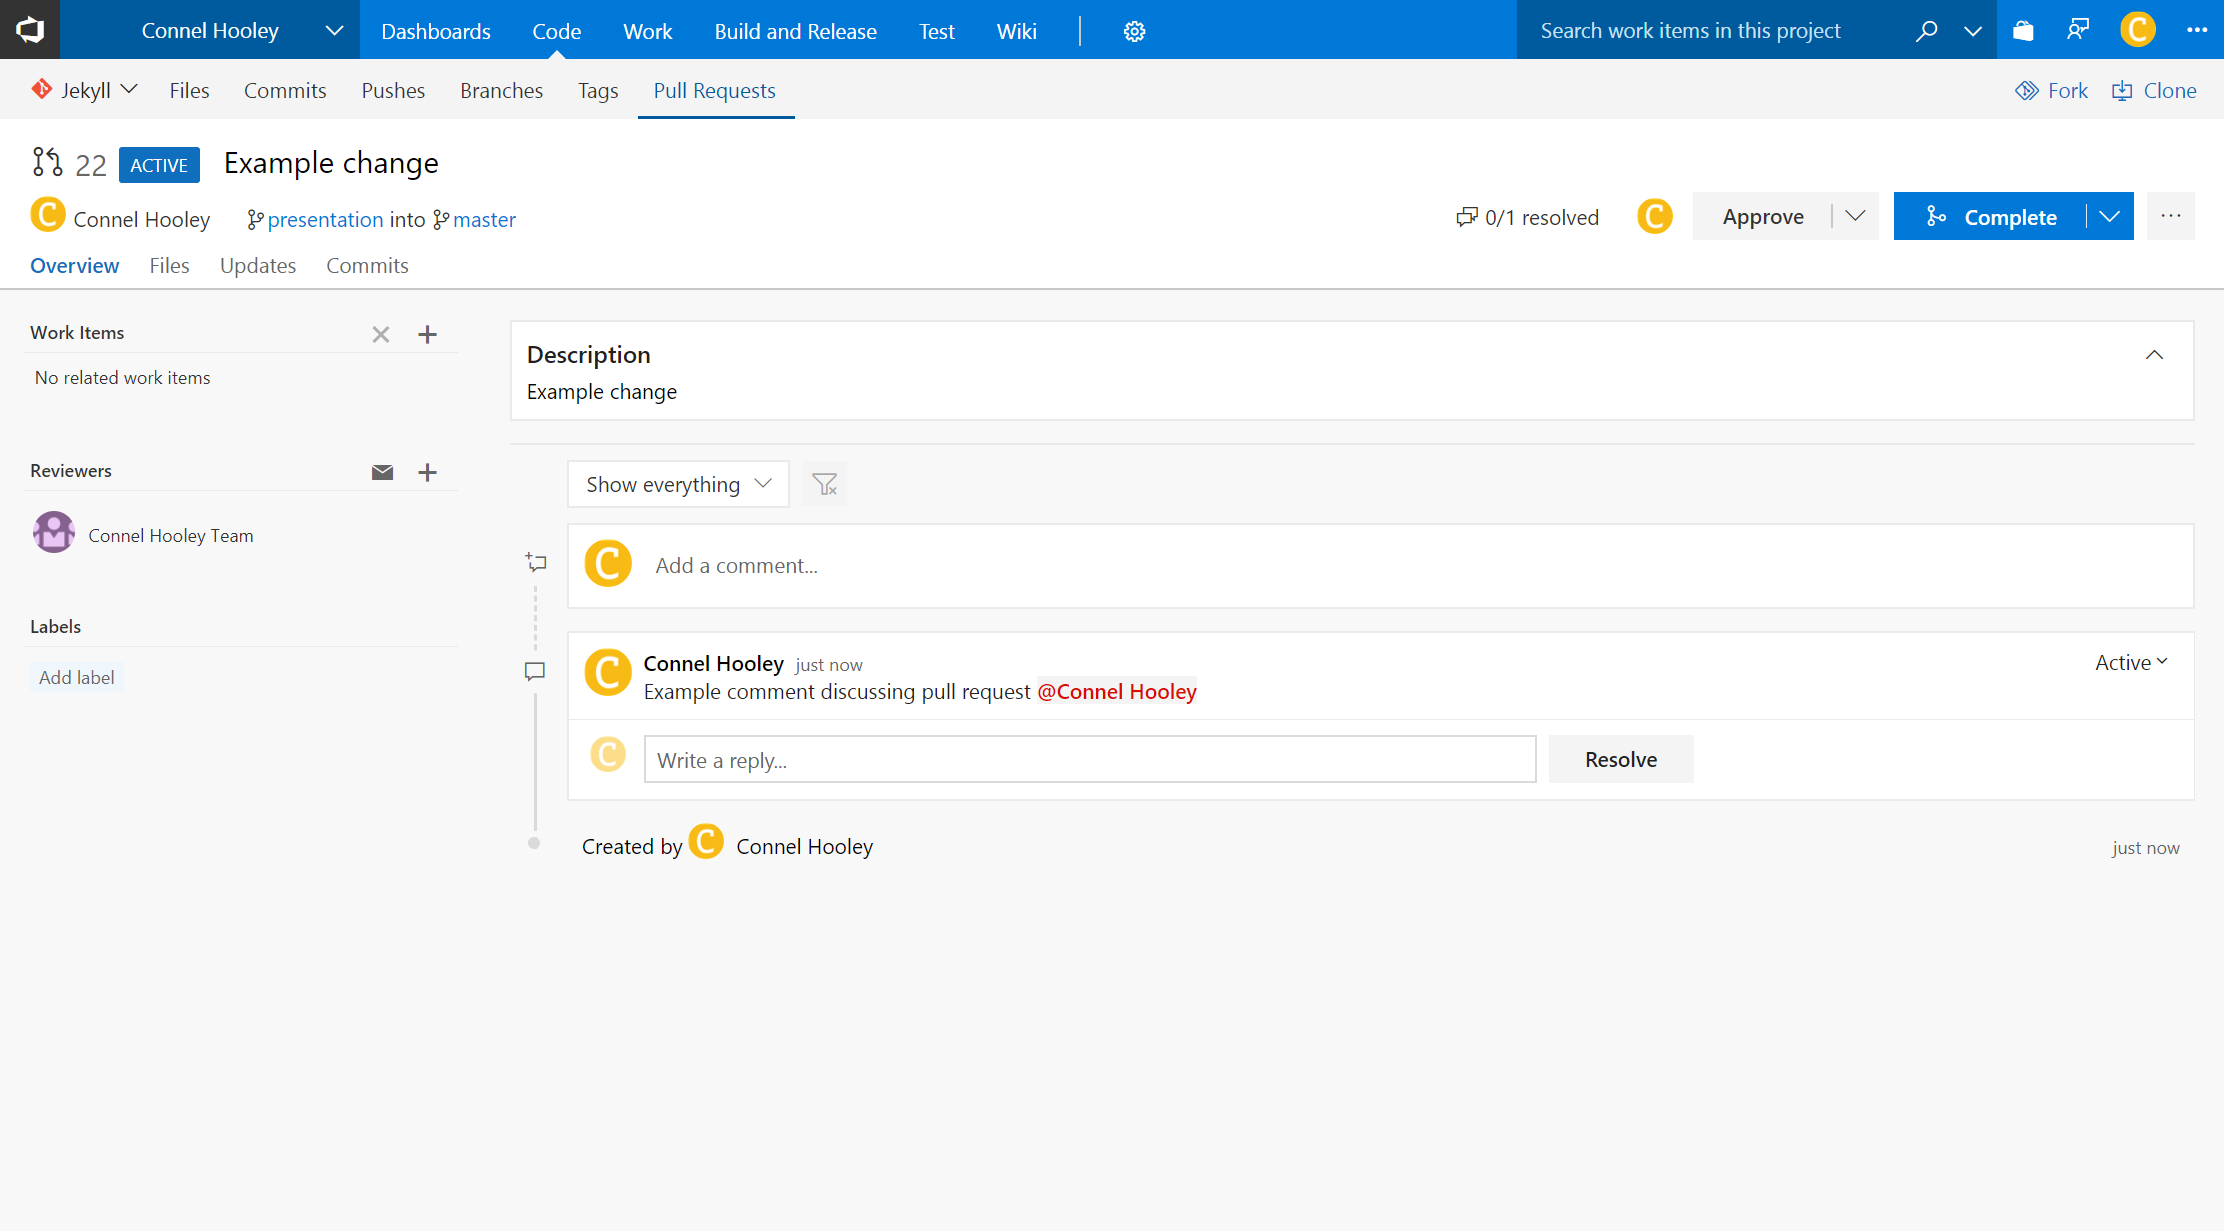 Connel Hooley Dashboards Code Work Build and Release Test Wiki Search work items in this project C
Jekyll Files Commits Pushes Branches Tags Pull Requests Fork Clone
22 ACTIVE Example change
C Connel Hooley presentation into master 0/1 resolved C Approve Complete ...
Overview Files Updates Commits
Work Items
No related work items
Reviewers
Connel Hooley Team
Labels
Add label
Description
Example change
Show everything
C Add a comment...
C Connel Hooley just now Active
Example comment discussing pull request @Connel Hooley
C Write a reply... Resolve
Created by C Connel Hooley just now